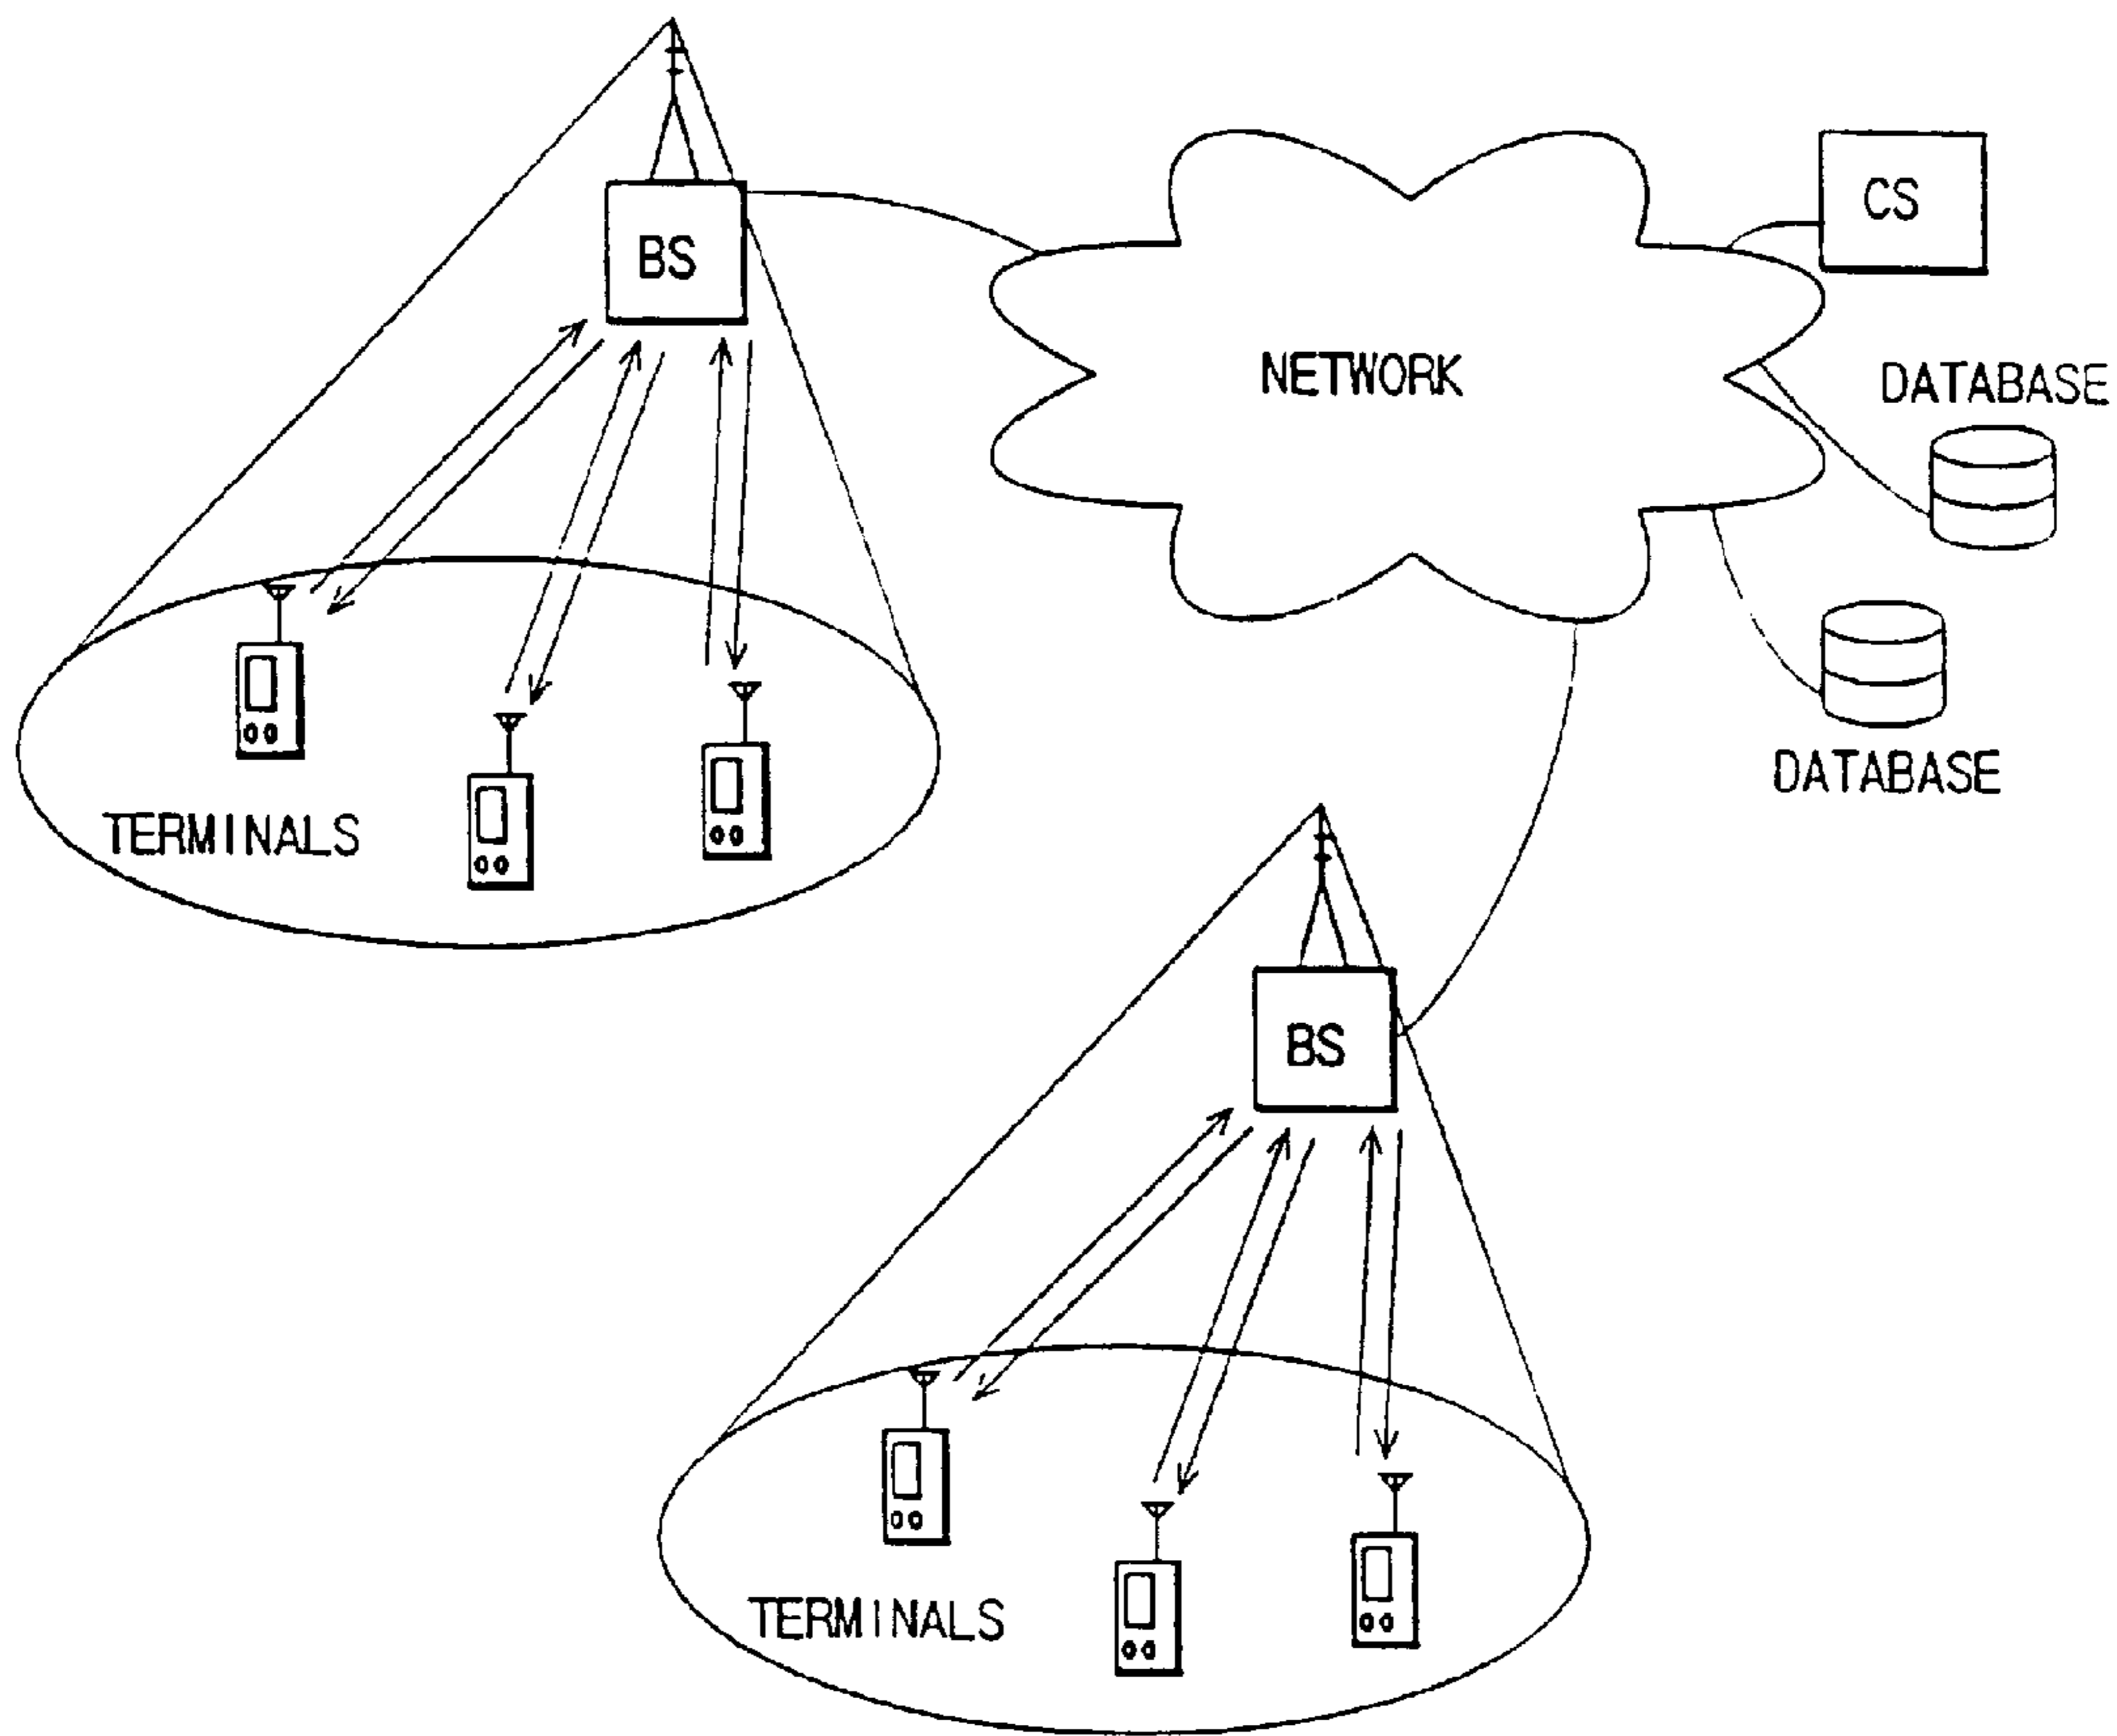 BS
CS
NETWORK
DATABASE
DATABASE
TERMINALS
BS
TERMINALS